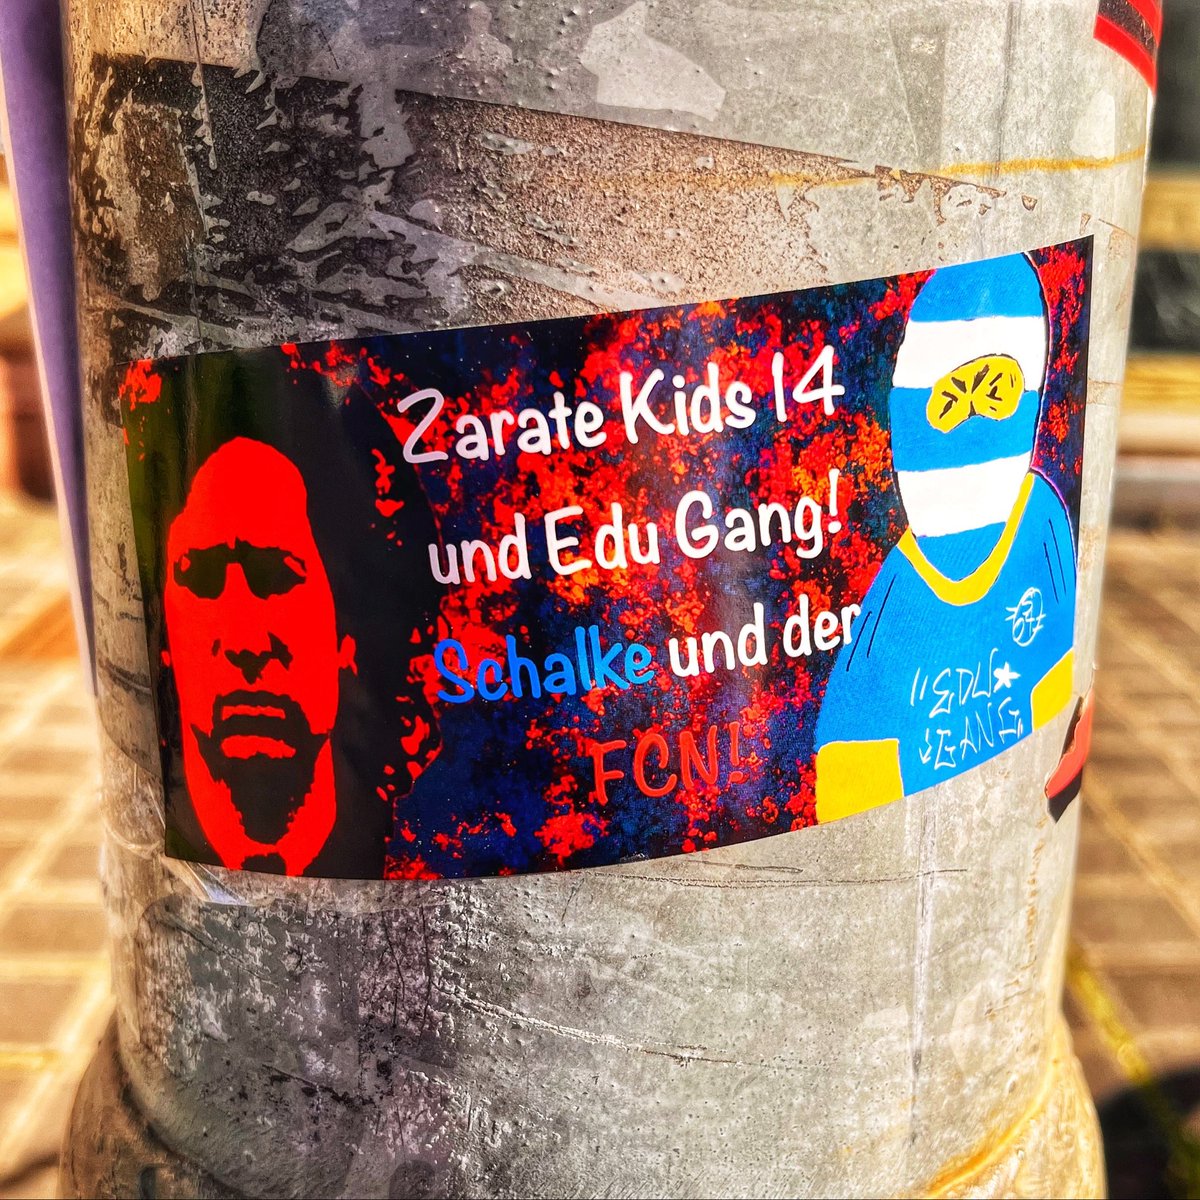 Zarate Kids 14
und Edu Gang!
Schalke und der
FCN!
"EDU
GANG"